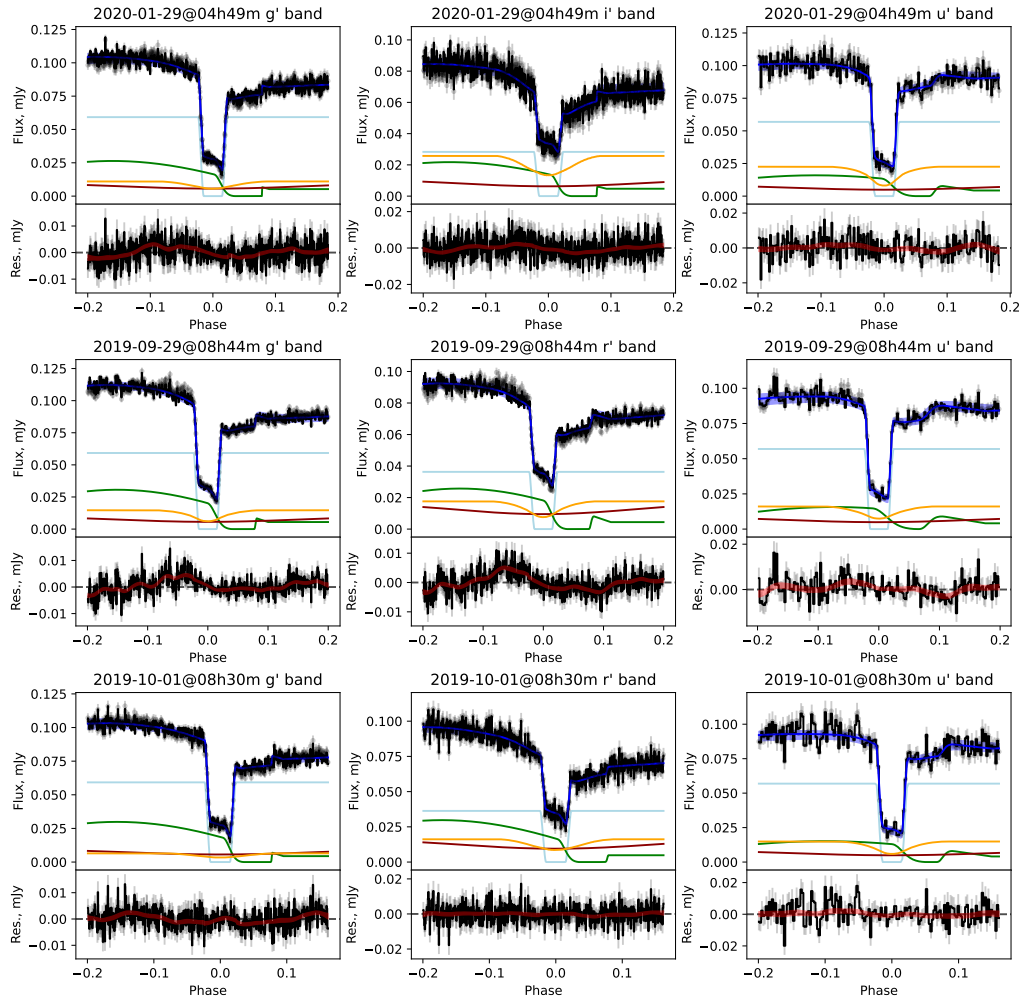 2020-01-29@04h49m g' band
2020-01-29@04h49m i' band
2020-01-29@04h49m u' band
0.125
0.100
0.075
0.050
0.025
0.000
Flux, mJy
0.10
0.08
0.06
0.04
0.02
0.00
Flux, mJy
0.125
0.100
0.075
0.050
0.025
0.000
Flux, mJy
0.01
0.00
−0.01
Res., mJy
0.02
0.00
−0.02
Res., mJy
0.02
0.00
−0.02
Res., mJy
−0.2 −0.1 0.0 0.1 0.2
Phase
−0.2 −0.1 0.0 0.1 0.2
Phase
−0.2 −0.1 0.0 0.1 0.2
Phase
2019-09-29@08h44m g' band
2019-09-29@08h44m r' band
2019-09-29@08h44m u' band
0.125
0.100
0.075
0.050
0.025
0.000
Flux, mJy
0.10
0.08
0.06
0.04
0.02
0.00
Flux, mJy
0.100
0.075
0.050
0.025
0.000
Flux, mJy
0.01
0.00
−0.01
Res., mJy
0.01
0.00
−0.01
Res., mJy
0.02
0.00
Res., mJy
−0.2 −0.1 0.0 0.1 0.2
Phase
−0.2 −0.1 0.0 0.1 0.2
Phase
−0.2 −0.1 0.0 0.1 0.2
Phase
2019-10-01@08h30m g' band
2019-10-01@08h30m r' band
2019-10-01@08h30m u' band
0.125
0.100
0.075
0.050
0.025
0.000
Flux, mJy
0.100
0.075
0.050
0.025
0.000
Flux, mJy
0.100
0.075
0.050
0.025
0.000
Flux, mJy
0.01
0.00
−0.01
Res., mJy
0.02
0.00
−0.02
Res., mJy
0.02
0.00
−0.02
Res., mJy
−0.2 −0.1 0.0 0.1
Phase
−0.2 −0.1 0.0 0.1
Phase
−0.2 −0.1 0.0 0.1
Phase